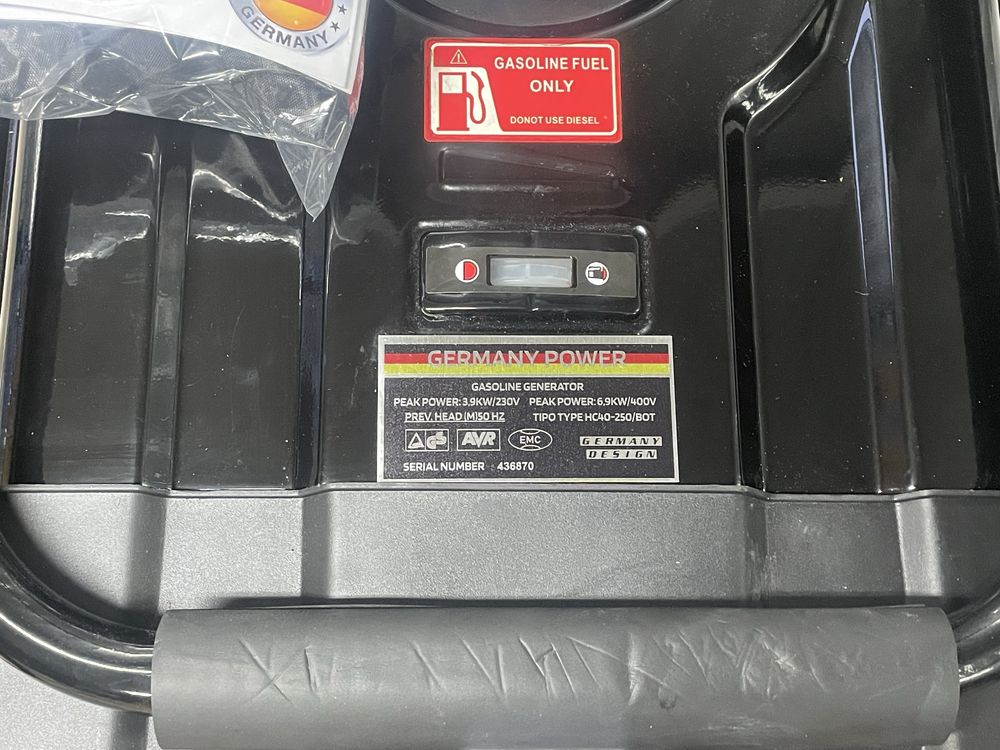 GERMANY
GASOLINE FUEL
ONLY
DONOT USE DIESEL
GERMANY POWER
GASOLINE GENERATOR
PEAK POWER:3,9KW/230V PEAK POWER:6,9KW/400V
PREV. HEAD (M)50 HZ TIPO TYPE HC40-250/BOT
GS AVR EMC GERMANY
DESIGN
SERIAL NUMBER 436870